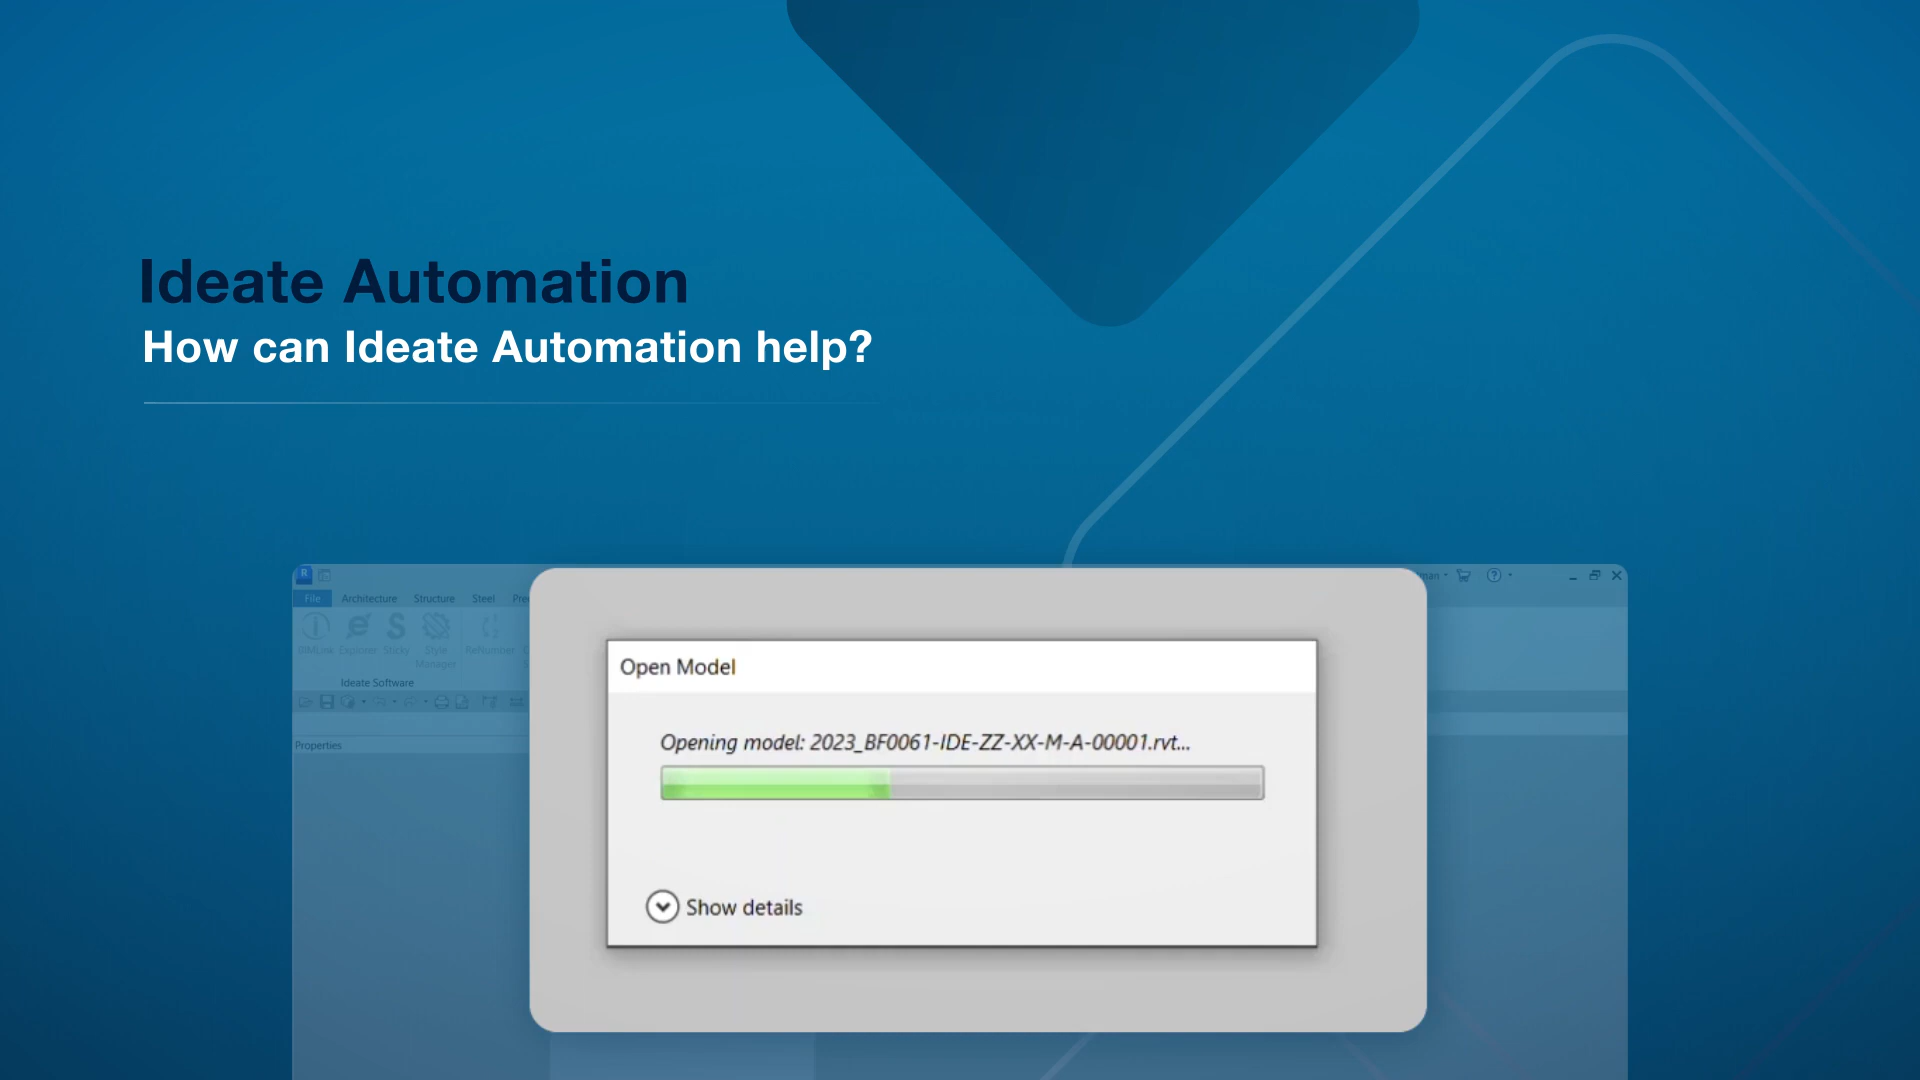 Ideate Automation
How can Ideate Automation help?
File Architecture Structure Steel
BIMLink Explorer Sticky Style Manager ReNumber
Ideate Software
Properties
Open Model
Opening model: 2023_BF0061-IDE-ZZ-XX-M-A-00001.rvt...
Show details